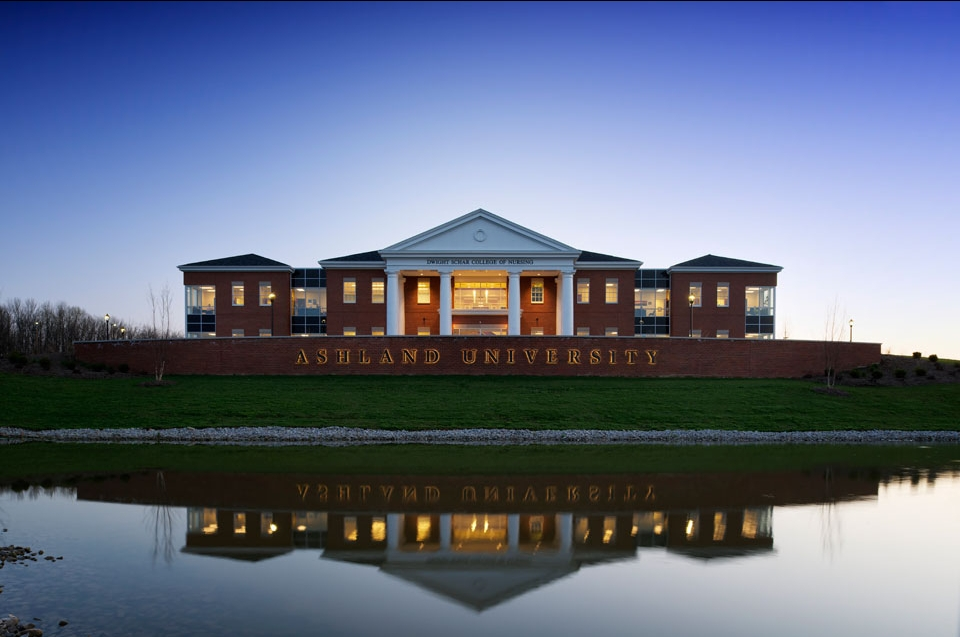 DWIGHT SCHAR COLLEGE OF NURSING
ASHLAND UNIVERSITY